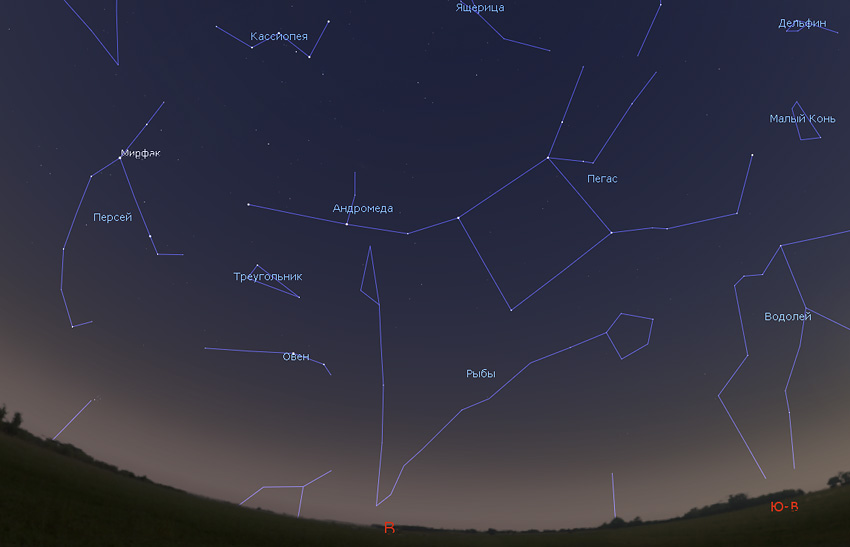 Ящерица
Дельфин
Кассиопея
Малый Конь
Мирфак
Пегас
Андромеда
Персей
Треугольник
Водолей
Овен
Рыбы
Ю-В
В